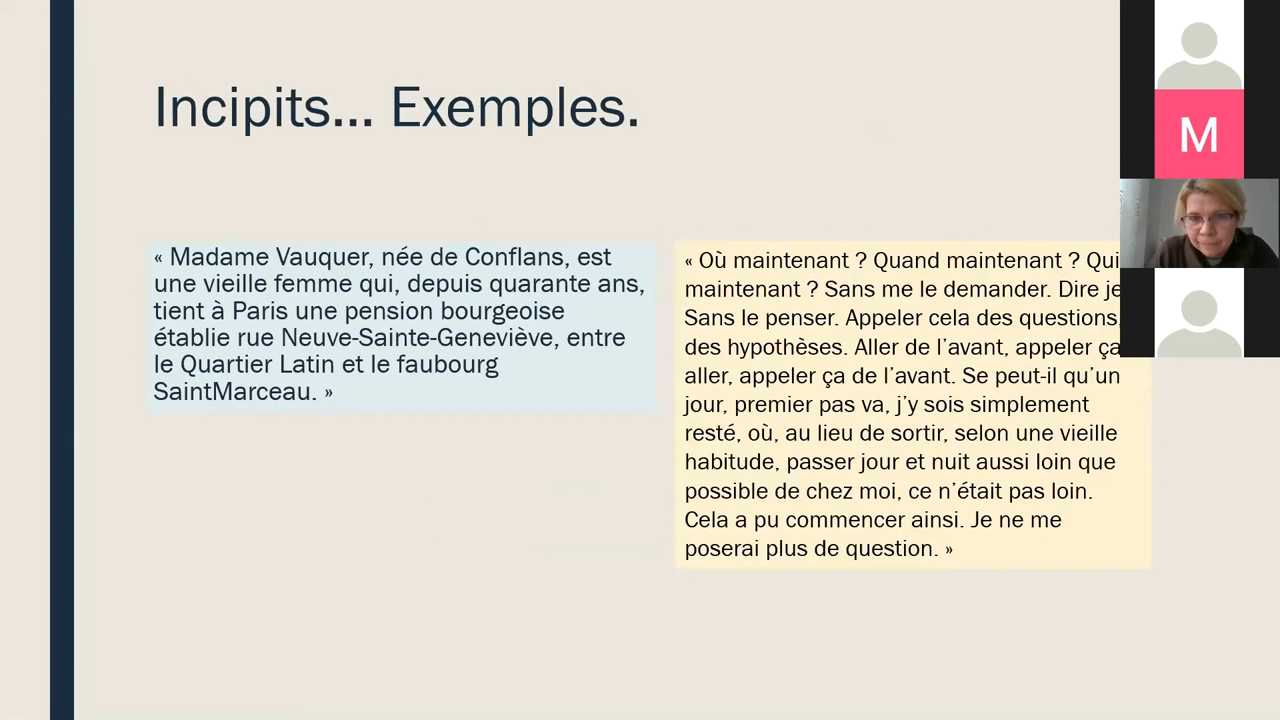 Incipits... Exemples.
« Madame Vauquer, née de Conflans, est
une vieille femme qui, depuis quarante ans,
tient à Paris une pension bourgeoise
établie rue Neuve-Sainte-Geneviève, entre
le Quartier Latin et le faubourg
SaintMarceau. »
« Où maintenant ? Quand maintenant ? Qui
maintenant ? Sans me le demander. Dire je
Sans le penser. Appeler cela des questions,
des hypothèses. Aller de l'avant, appeler ça
aller, appeler ça de l'avant. Se peut-il qu'un
jour, premier pas va, j'y sois simplement
resté, où, au lieu de sortir, selon une vieille
habitude, passer jour et nuit aussi loin que
possible de chez moi, ce n'était pas loin.
Cela a pu commencer ainsi. Je ne me
poserai plus de question. »
M